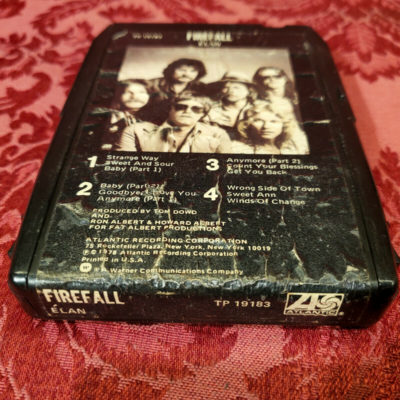 FIREFALL
ÉLAN
1 Strange Way
Sweet And Sour
Baby (Part 1)
2 Baby (Part 2)
Goodbye, I Love You
Anymore (Part 1)
3 Anymore (Part 2)
Count Your Blessings
Get You Back
4 Wrong Side Of Town
Sweet Ann
Winds Of Change
PRODUCED BY TOM DOWD
AND
RON ALBERT & HOWARD ALBERT
FOR FAT ALBERT PRODUCTIONS
ATLANTIC RECORDING CORPORATION
75 Rockefeller Plaza, New York, New York 10019
℗ © 1978 Atlantic Recording Corporation
Printed in U.S.A.
A Warner Communications Company
FIREFALL
ÉLAN
TP 19183
ATLANTIC